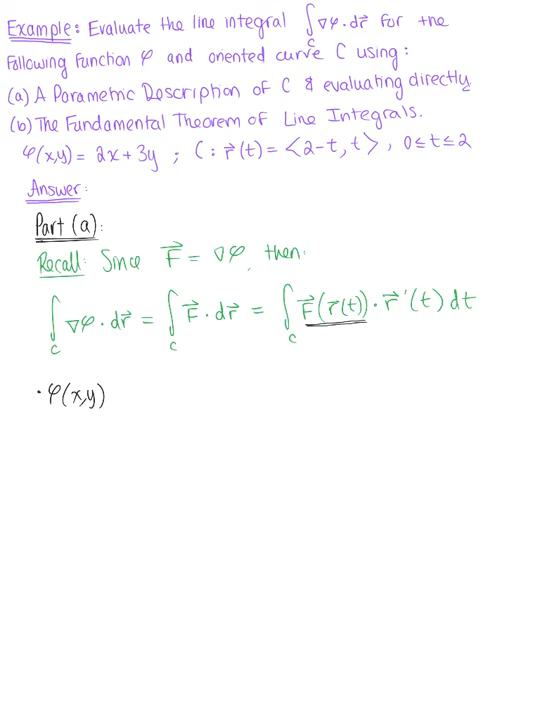 Example: Evaluate the line integral ∫_C ∇φ · dr⃗ for the
following function φ and oriented curve C using:
(a) A Parametric Description of C & evaluating directly
(b) The Fundamental Theorem of Line Integrals.
φ(x,y) = 2x + 3y ; C : r⃗(t) = ⟨2-t, t⟩, 0 ≤ t ≤ 2
Answer:
Part (a):
Recall: Since F⃗ = ∇φ, then:
∫_C ∇φ · dr⃗ = ∫_C F⃗ · dr⃗ = ∫_C F⃗(r⃗(t)) · r⃗'(t) dt
· φ(x,y)